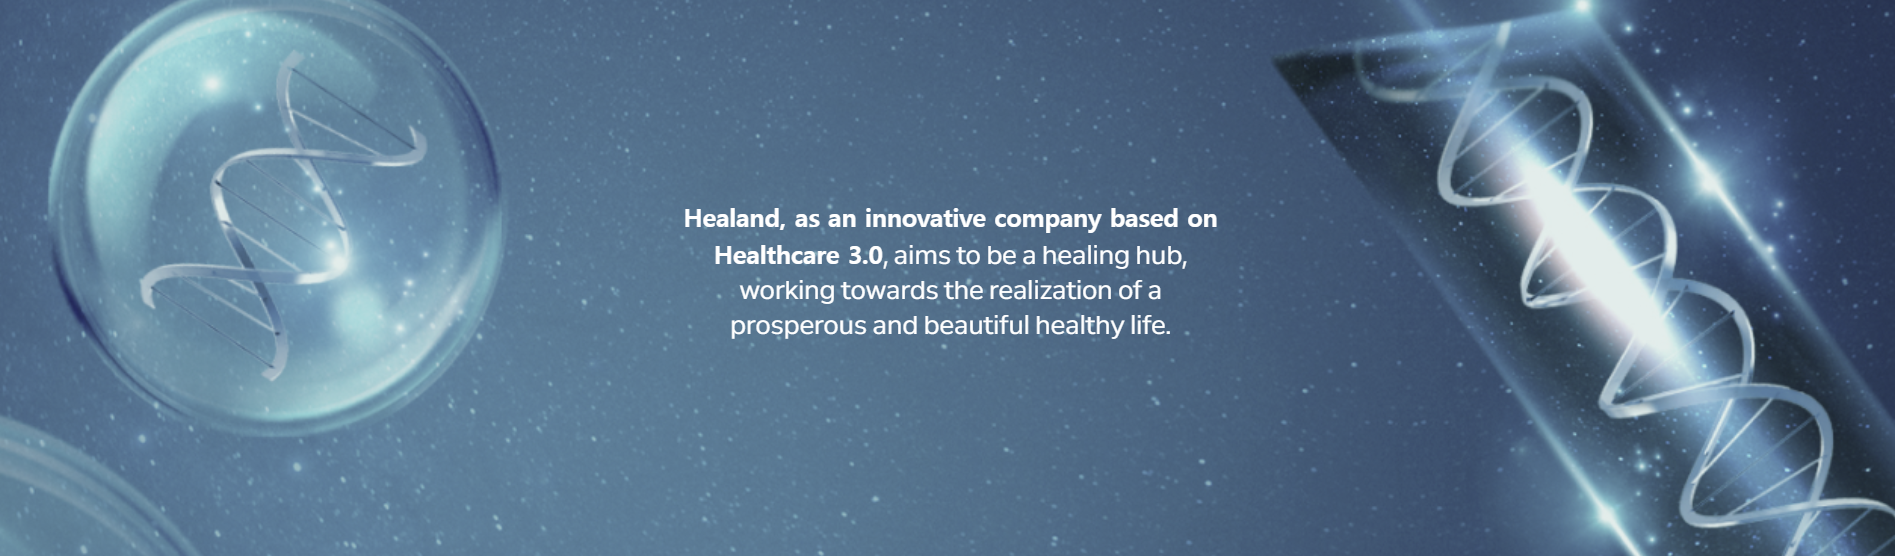 Healand, as an innovative company based on
Healthcare 3.0, aims to be a healing hub,
working towards the realization of a
prosperous and beautiful healthy life.